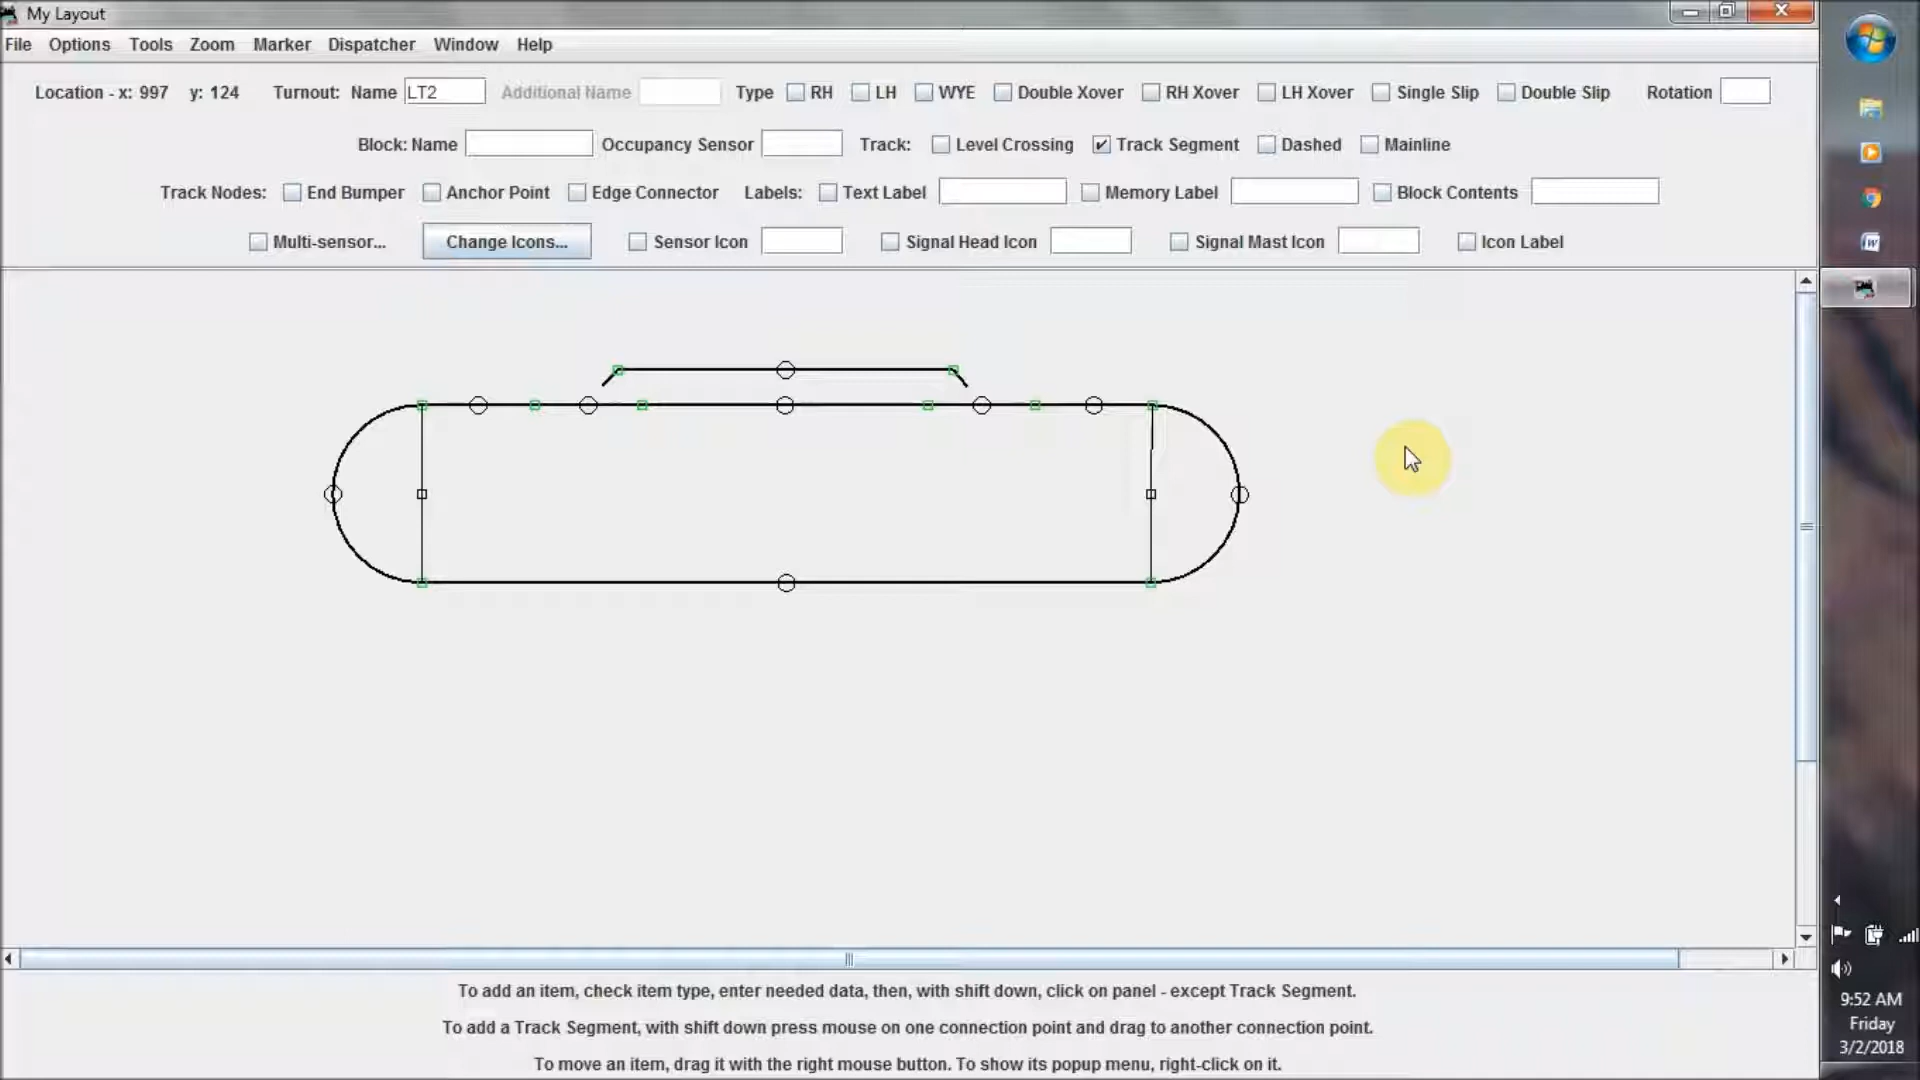 My Layout
File Options Tools Zoom Marker Dispatcher Window Help
Location - x: 997 y: 124 Turnout: Name LT2 Additional Name Type RH LH WYE Double Xover RH Xover LH Xover Single Slip Double Slip Rotation
Block: Name Occupancy Sensor Track: Level Crossing Track Segment Dashed Mainline
Track Nodes: End Bumper Anchor Point Edge Connector Labels: Text Label Memory Label Block Contents
Multi-sensor... Change Icons... Sensor Icon Signal Head Icon Signal Mast Icon Icon Label
To add an item, check item type, enter needed data, then, with shift down, click on panel - except Track Segment.
To add a Track Segment, with shift down press mouse on one connection point and drag to another connection point.
To move an item, drag it with the right mouse button. To show its popup menu, right-click on it.
9:52 AM
Friday
3/2/2018